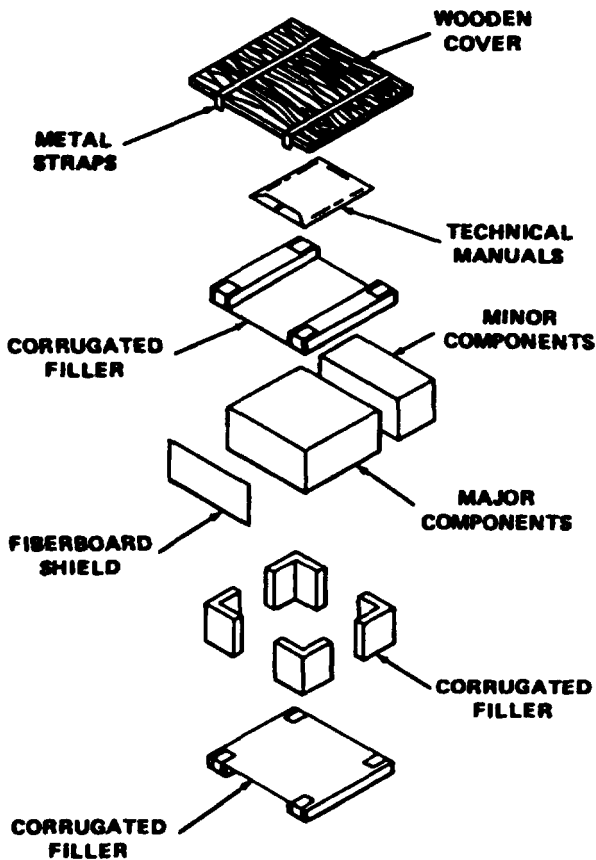 WOODEN
COVER
METAL
STRAPS
TECHNICAL
MANUALS
MINOR
COMPONENTS
CORRUGATED
FILLER
MAJOR
COMPONENTS
FIBERBOARD
SHIELD
CORRUGATED
FILLER
CORRUGATED
FILLER